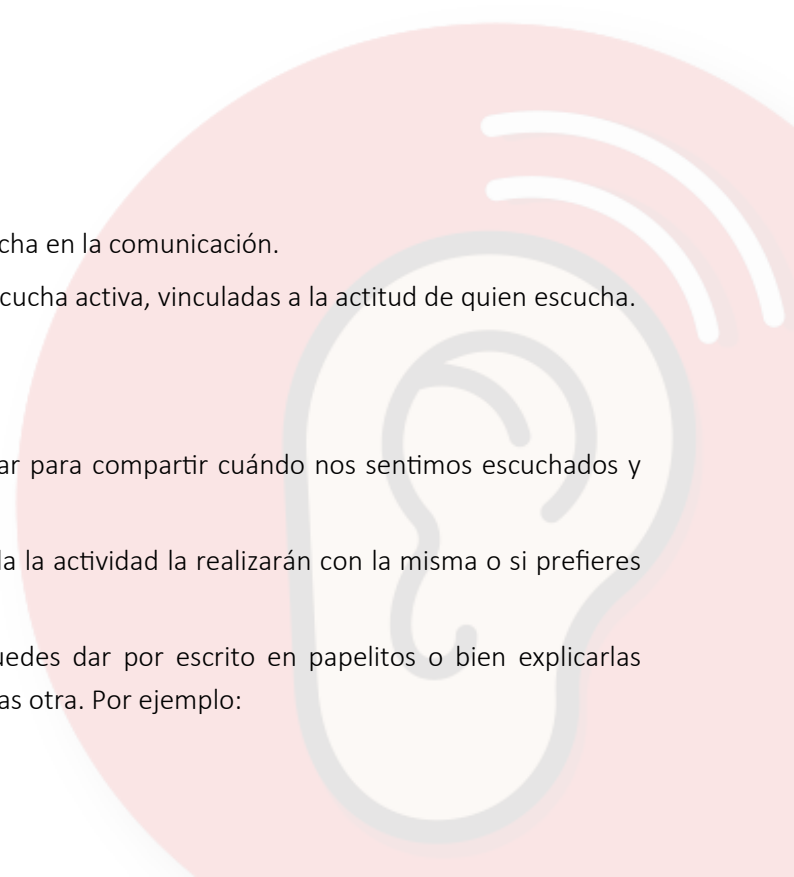 cha en la comunicación.
cucha activa, vinculadas a la actitud de quien escucha.
ar para compartir cuándo nos sentimos escuchados y
la la actividad la realizarán con la misma o si prefieres
uedes dar por escrito en papelitos o bien explicarlas
as otra. Por ejemplo: